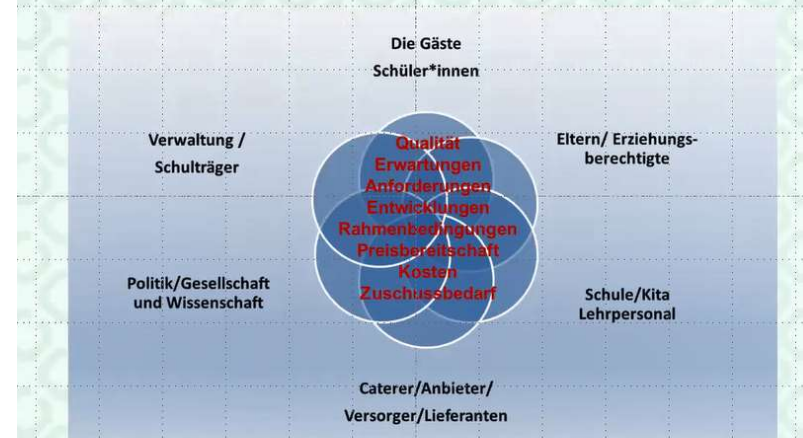 Die Gäste
Schüler*innen
Verwaltung /
Schulträger
Eltern/ Erziehungs-
berechtigte
Qualität
Erwartungen
Anforderungen
Entwicklungen
Rahmenbedingungen
Preisbereitschaft
Kosten
Zuschussbedarf
Politik/Gesellschaft
und Wissenschaft
Schule/Kita
Lehrpersonal
Caterer/Anbieter/
Versorger/Lieferanten